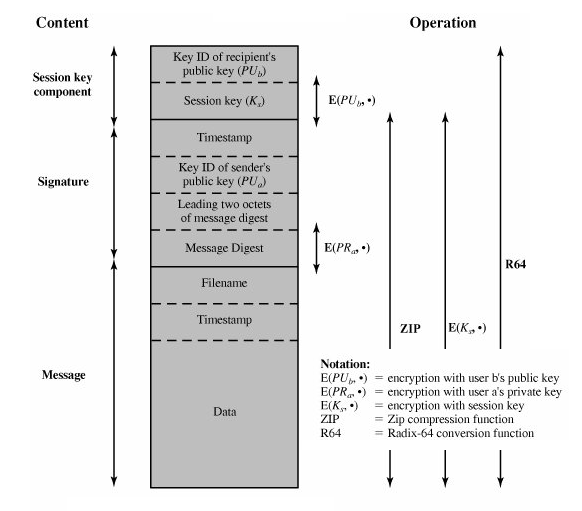 Content
Operation
Session key
component
Key ID of recipient's
public key (PUb)
Session key (Ks)
E(PUb, •)
Signature
Timestamp
Key ID of sender's
public key (PUa)
Leading two octets
of message digest
Message Digest
E(PRa, •)
R64
Filename
Timestamp
ZIP
E(Ks, •)
Message
Data
Notation:
E(PUb, •) = encryption with user b's public key
E(PRa, •) = encryption with user a's private key
E(Ks, •) = encryption with session key
ZIP = Zip compression function
R64 = Radix-64 conversion function